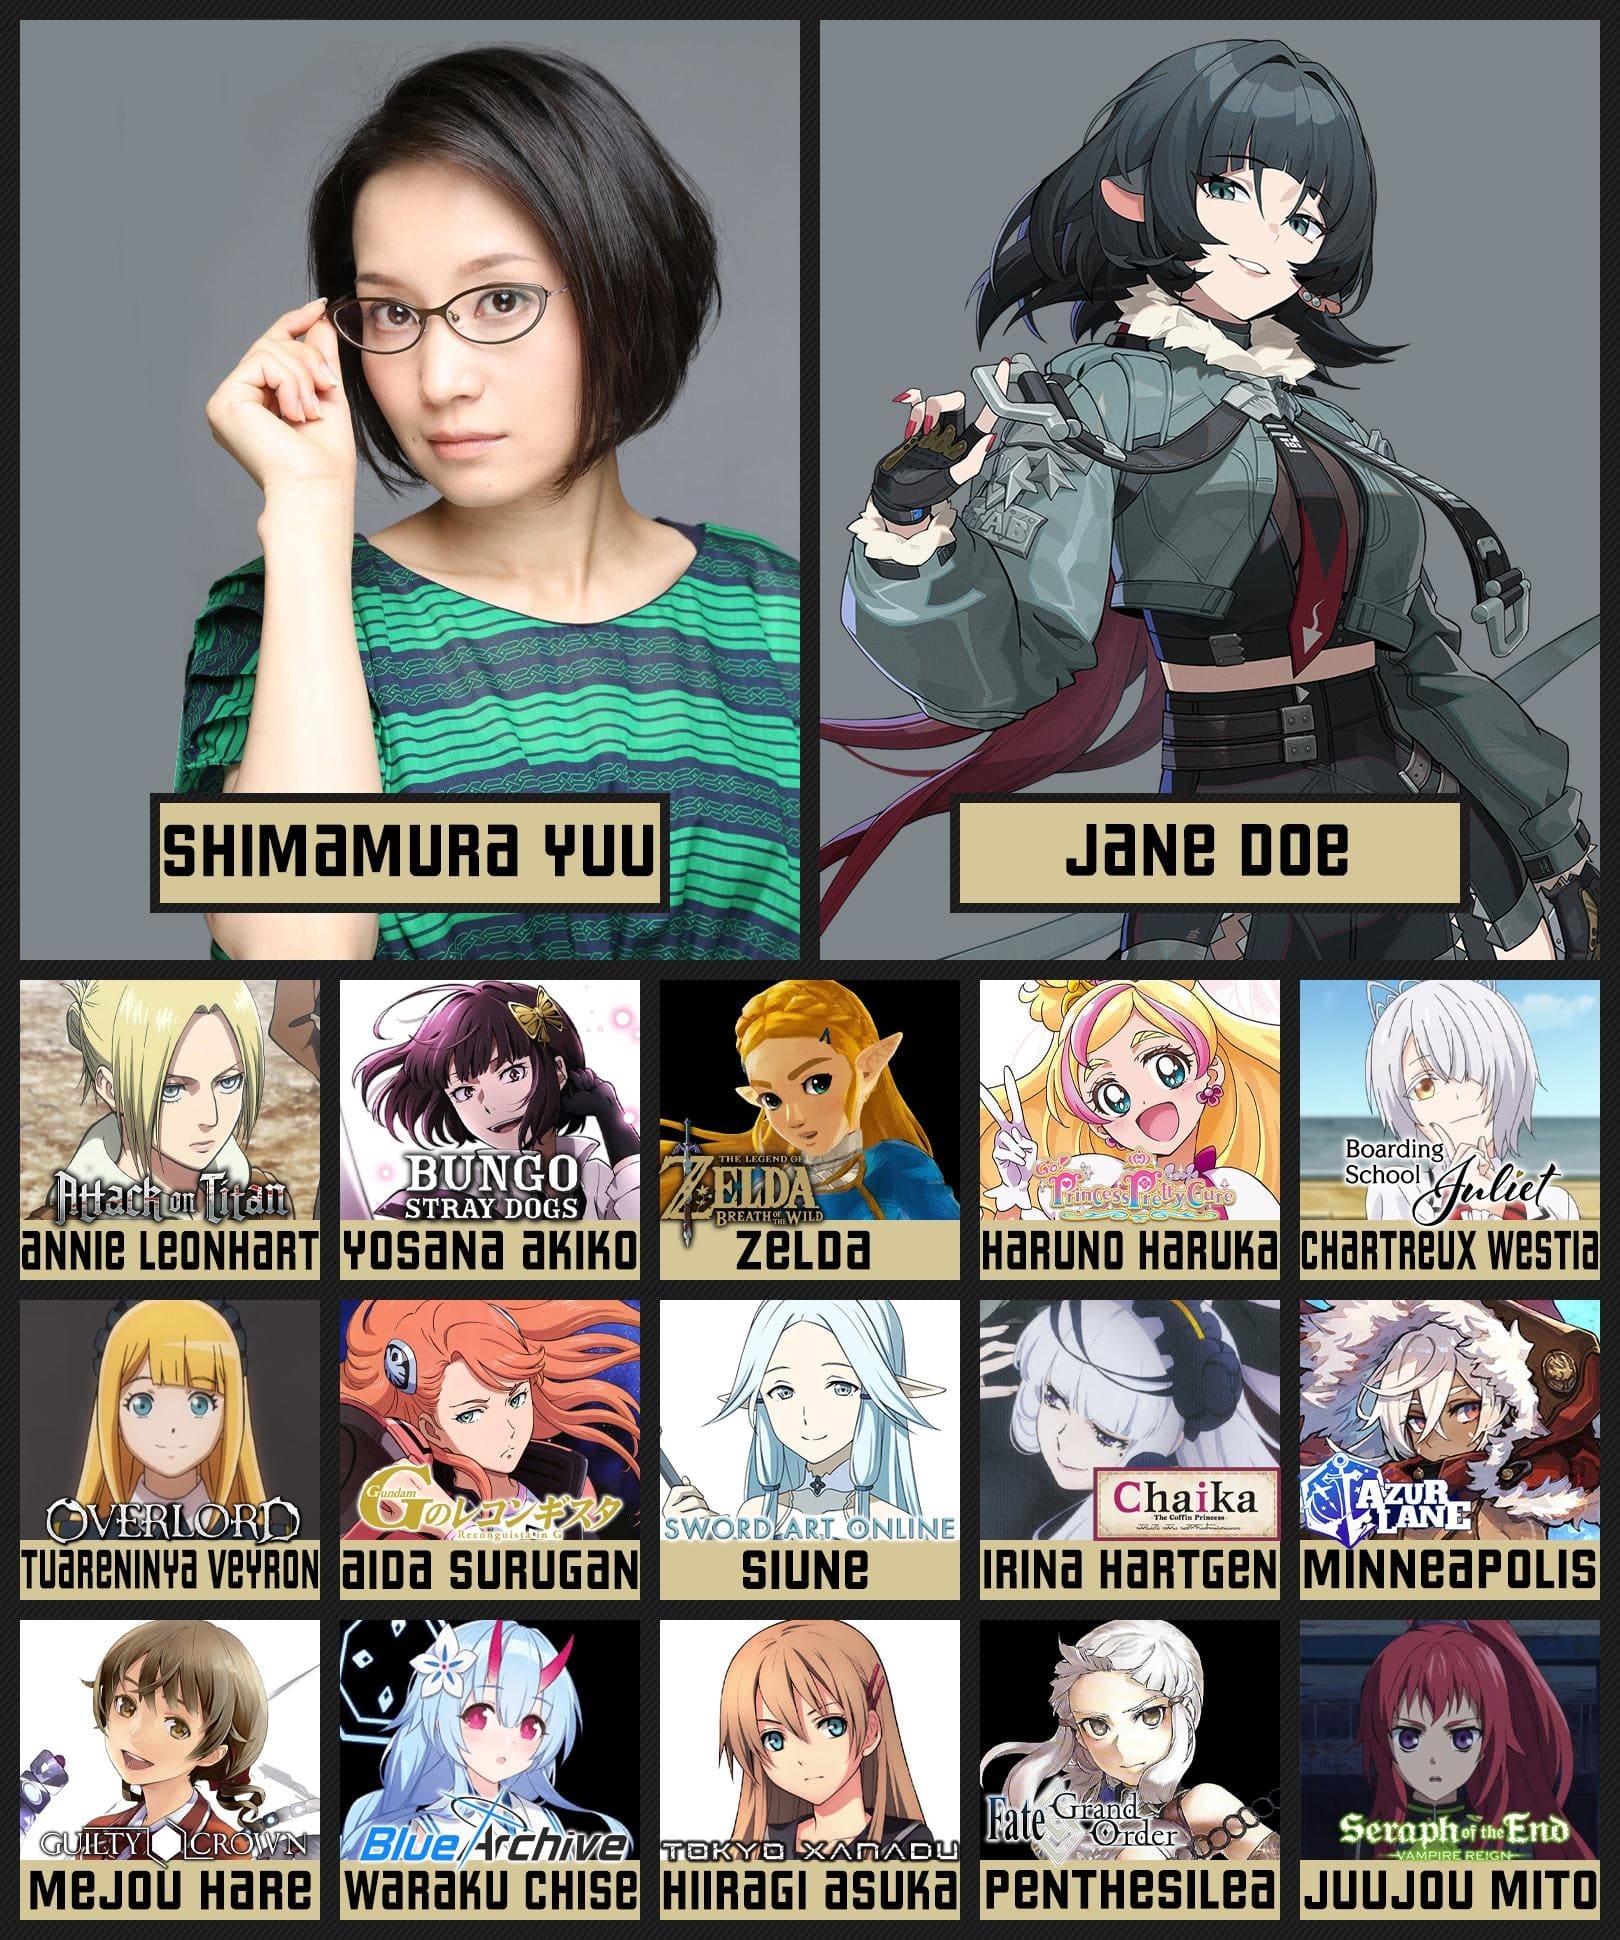 SHIMAMURA YUU
JANE DOE
Attack on Titan
ANNIE LEONHART
BUNGO
STRAY DOGS
YOSANA AKIKO
THE LEGEND OF
ZELDA
BREATH OF THE WILD
ZELDA
Go!
Princess PrettyCure
HARUNO HARUKA
Boarding
School Juliet
CHARTREUX WESTIA
OVERLORD
TUARENINYA VEYRON
Gundam
Gのレコンギスタ
Reconguista in G
AIDA SURUGAN
SWORD ART ONLINE
SIUNE
Chaika
-The Coffin Princess-
IRINA HARTGEN
AZUR
LANE
MINNEAPOLIS
GUILTY CROWN
MEJOU HARE
Blue Archive
WARAKU CHISE
TOKYO XANADU
HIIRAGI ASUKA
Fate Grand
Order
PENTHESILEA
Seraph of the End
-VAMPIRE REIGN-
JUUJOU MITO